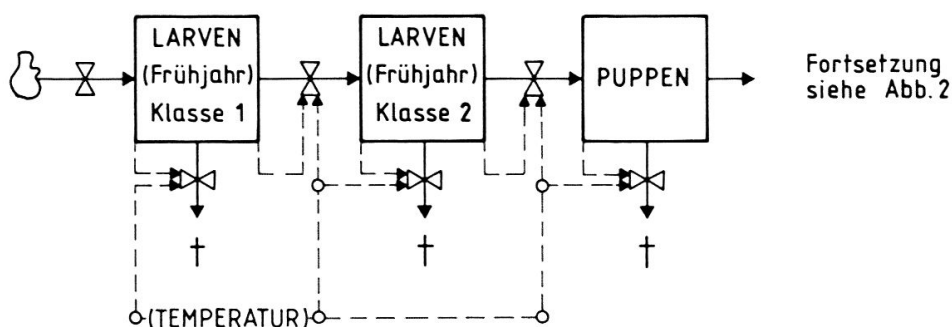 LARVEN
(Frühjahr)
Klasse 1
LARVEN
(Frühjahr)
Klasse 2
PUPPEN
Fortsetzung
siehe Abb. 2
†
†
†
(TEMPERATUR)